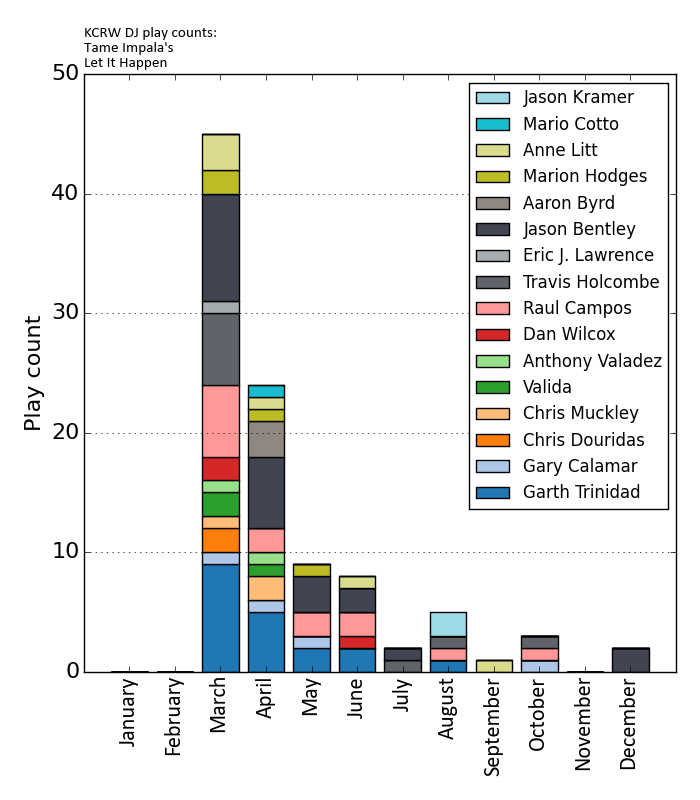 KCRW DJ play counts:
Tame Impala's
Let It Happen
50
40
30
20
10
0
Play count
Jason Kramer
Mario Cotto
Anne Litt
Marion Hodges
Aaron Byrd
Jason Bentley
Eric J. Lawrence
Travis Holcombe
Raul Campos
Dan Wilcox
Anthony Valadez
Valida
Chris Muckley
Chris Douridas
Gary Calamar
Garth Trinidad
January
February
March
April
May
June
July
August
September
October
November
December